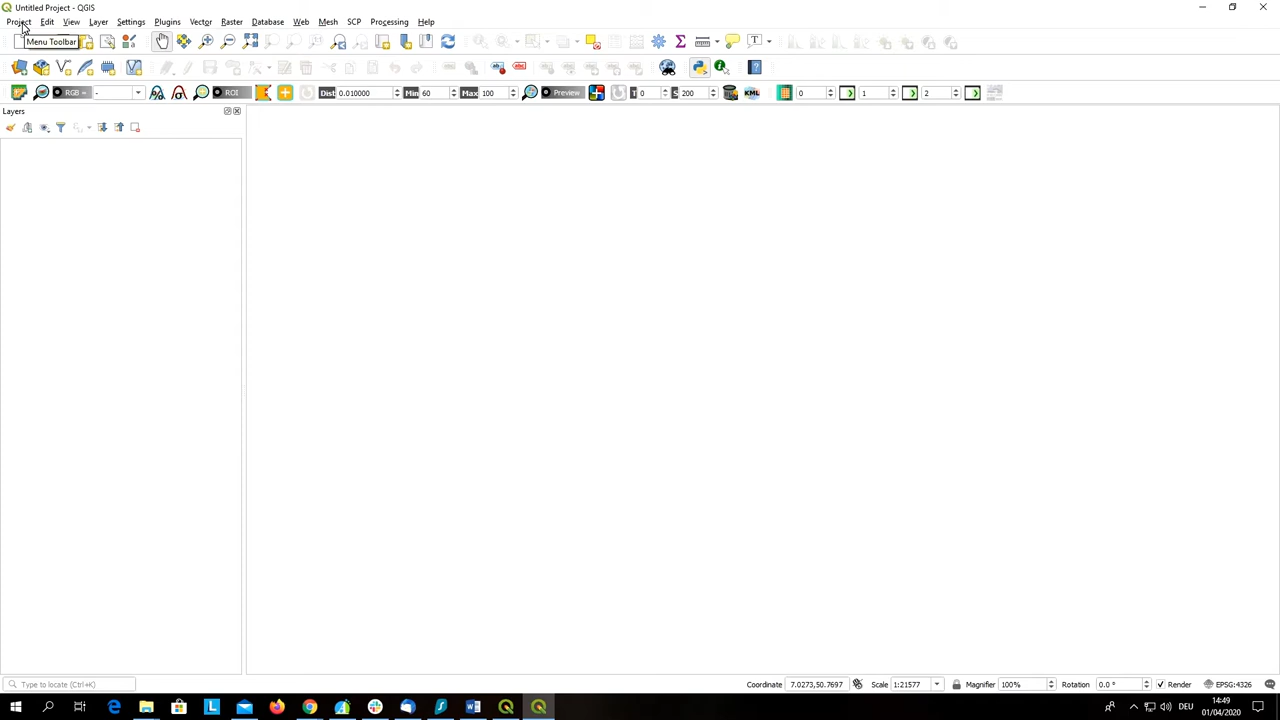 Untitled Project - QGIS
Project Edit View Layer Settings Plugins Vector Raster Database Web Mesh SCP Processing Help
Menu Toolbar
RGB = - ROI Dist 0.010000 Min 60 Max 100 Preview T 0 S 200 KML 0 1 2
Layers
Type to locate (Ctrl+K)
Coordinate 7.0273,50.7697 Scale 1:21577 Magnifier 100% Rotation 0.0 ° Render EPSG:4326
DEU
14:49
01/04/2020